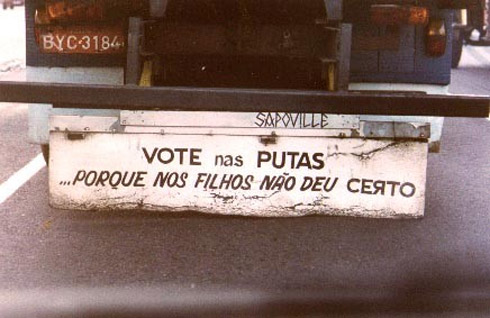 BYC-3184
SAPOVILLE
VOTE nas PUTAS
...PORQUE NOS FILHOS NÃO DEU CERTO